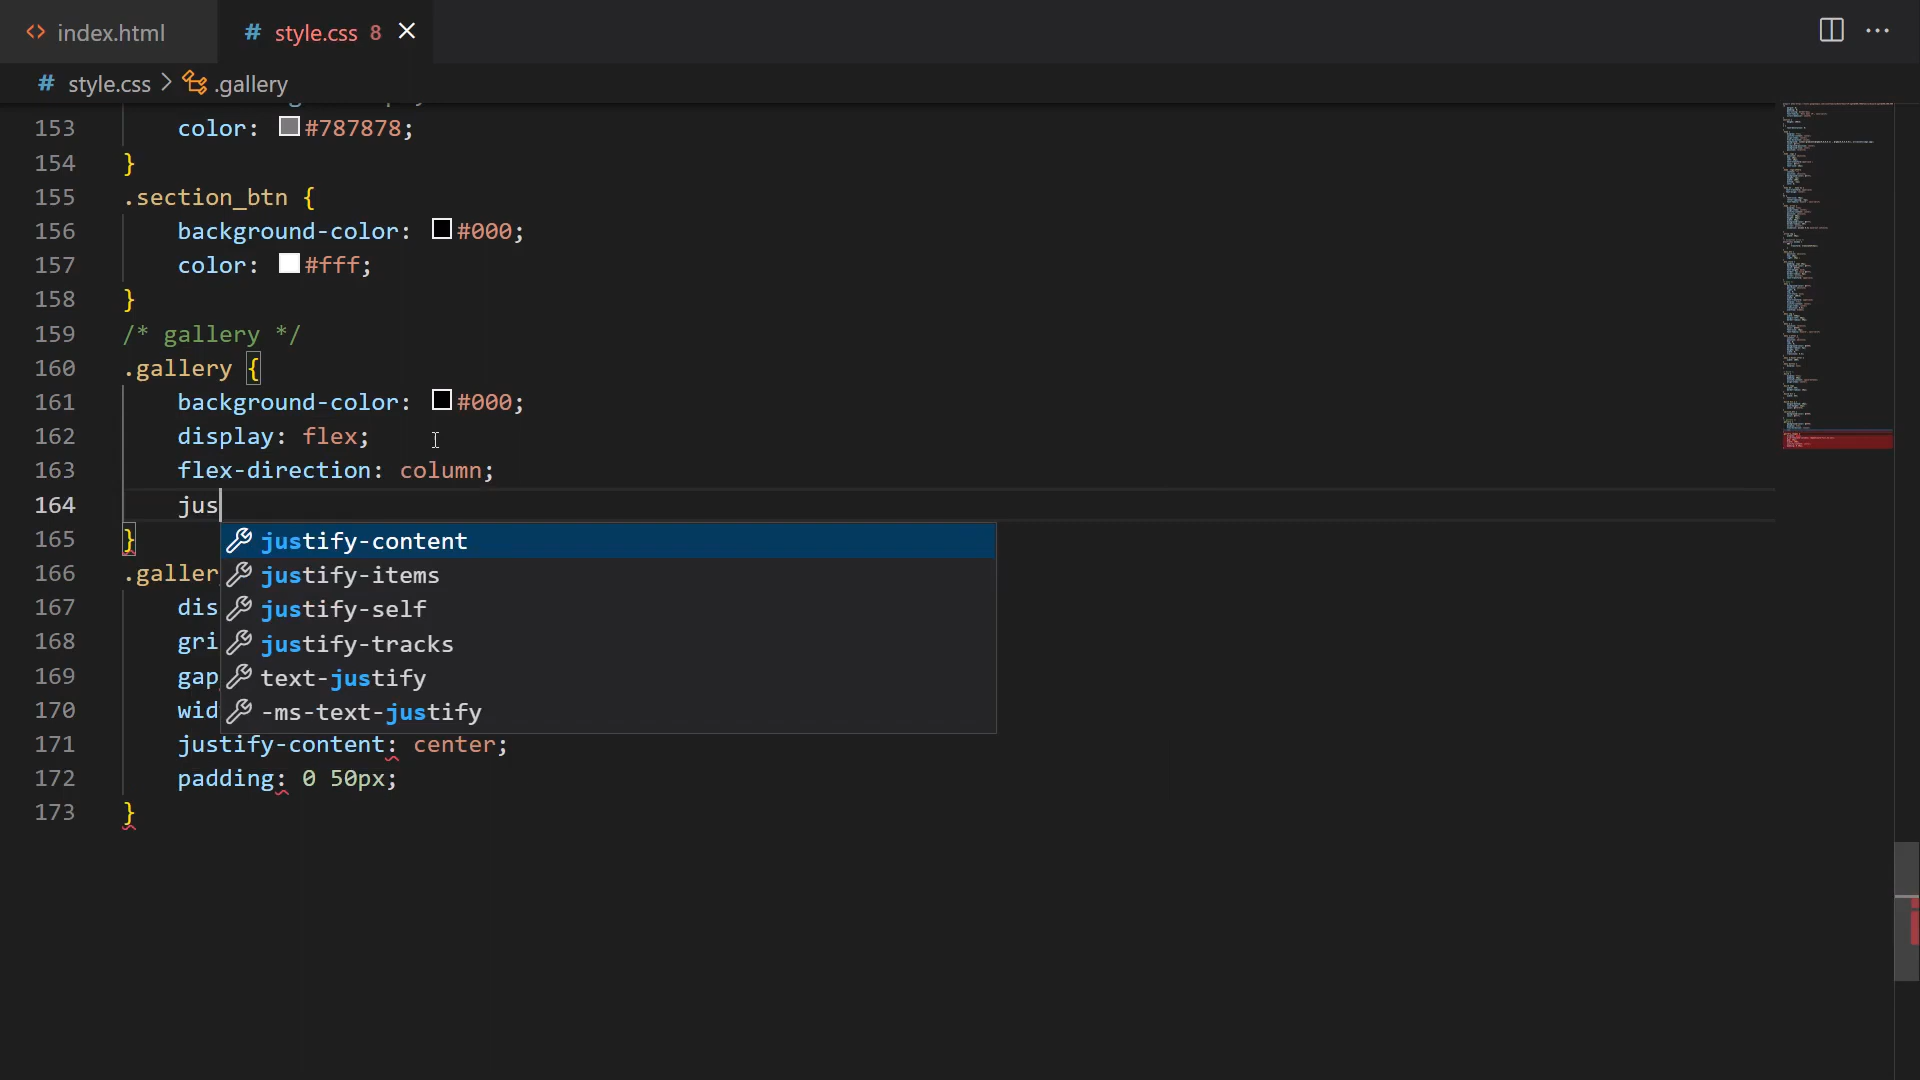 index.html
style.css 8
style.css > .gallery
153 color: #787878;
154 }
155 .section_btn {
156 background-color: #000;
157 color: #fff;
158 }
159 /* gallery */
160 .gallery {
161 background-color: #000;
162 display: flex;
163 flex-direction: column;
164 jus
165 }
justify-content
166 .galler
justify-items
167 dis
justify-self
168 gri
justify-tracks
169 gap
text-justify
170 wid
-ms-text-justify
171 justify-content: center;
172 padding: 0 50px;
173 }